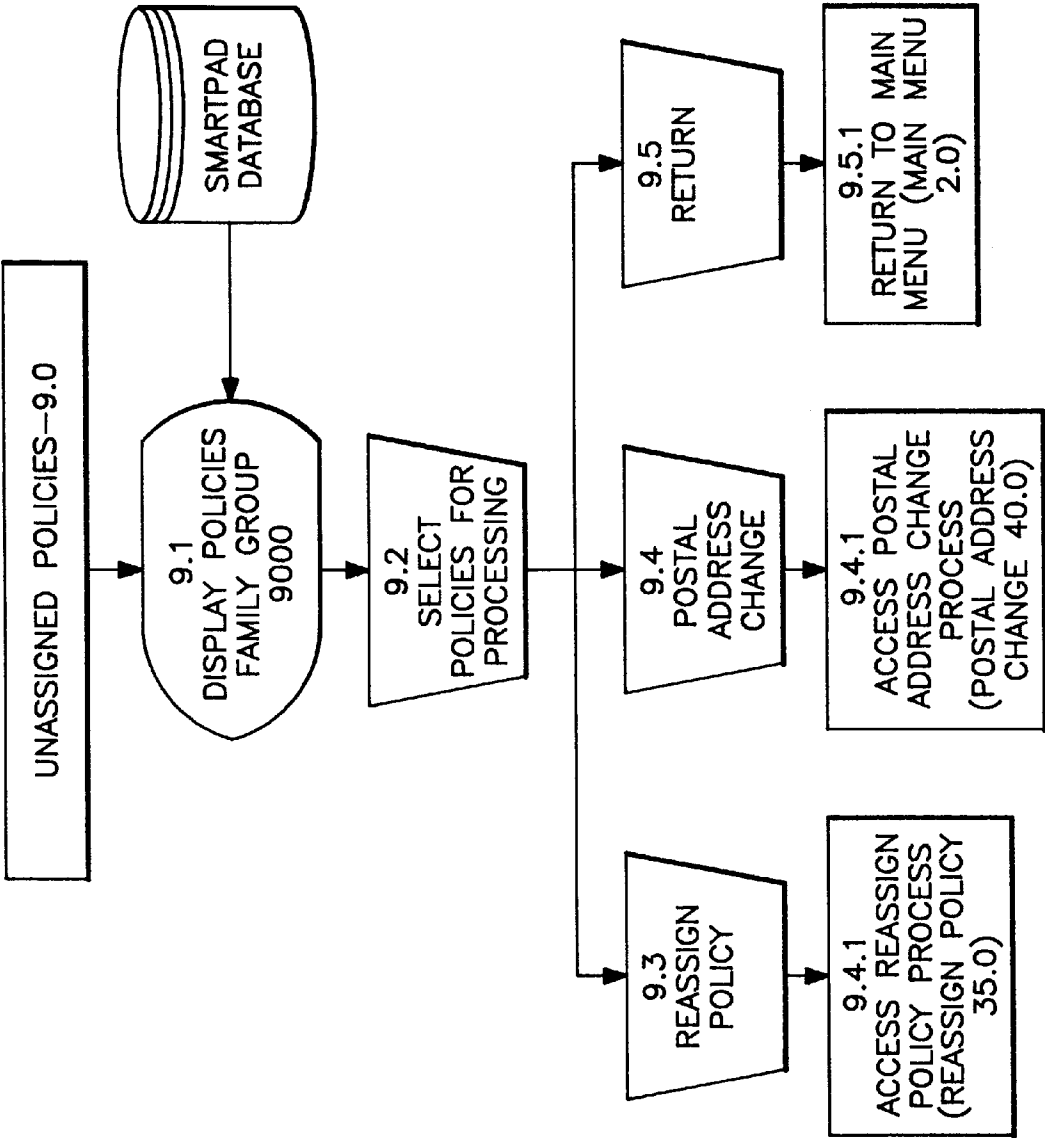 UNASSIGNED POLICIES-9.0
SMARTPAD
DATABASE
9.1
DISPLAY POLICIES
FAMILY GROUP
9000
9.2
SELECT
POLICIES FOR
PROCESSING
9.3
REASSIGN
POLICY
9.4
POSTAL
ADDRESS
CHANGE
9.5
RETURN
9.4.1
ACCESS REASSIGN
POLICY PROCESS
(REASSIGN POLICY
35.0)
9.4.1
ACCESS POSTAL
ADDRESS CHANGE
PROCESS
(POSTAL ADDRESS
CHANGE 40.0)
9.5.1
RETURN TO MAIN
MENU (MAIN MENU
2.0)